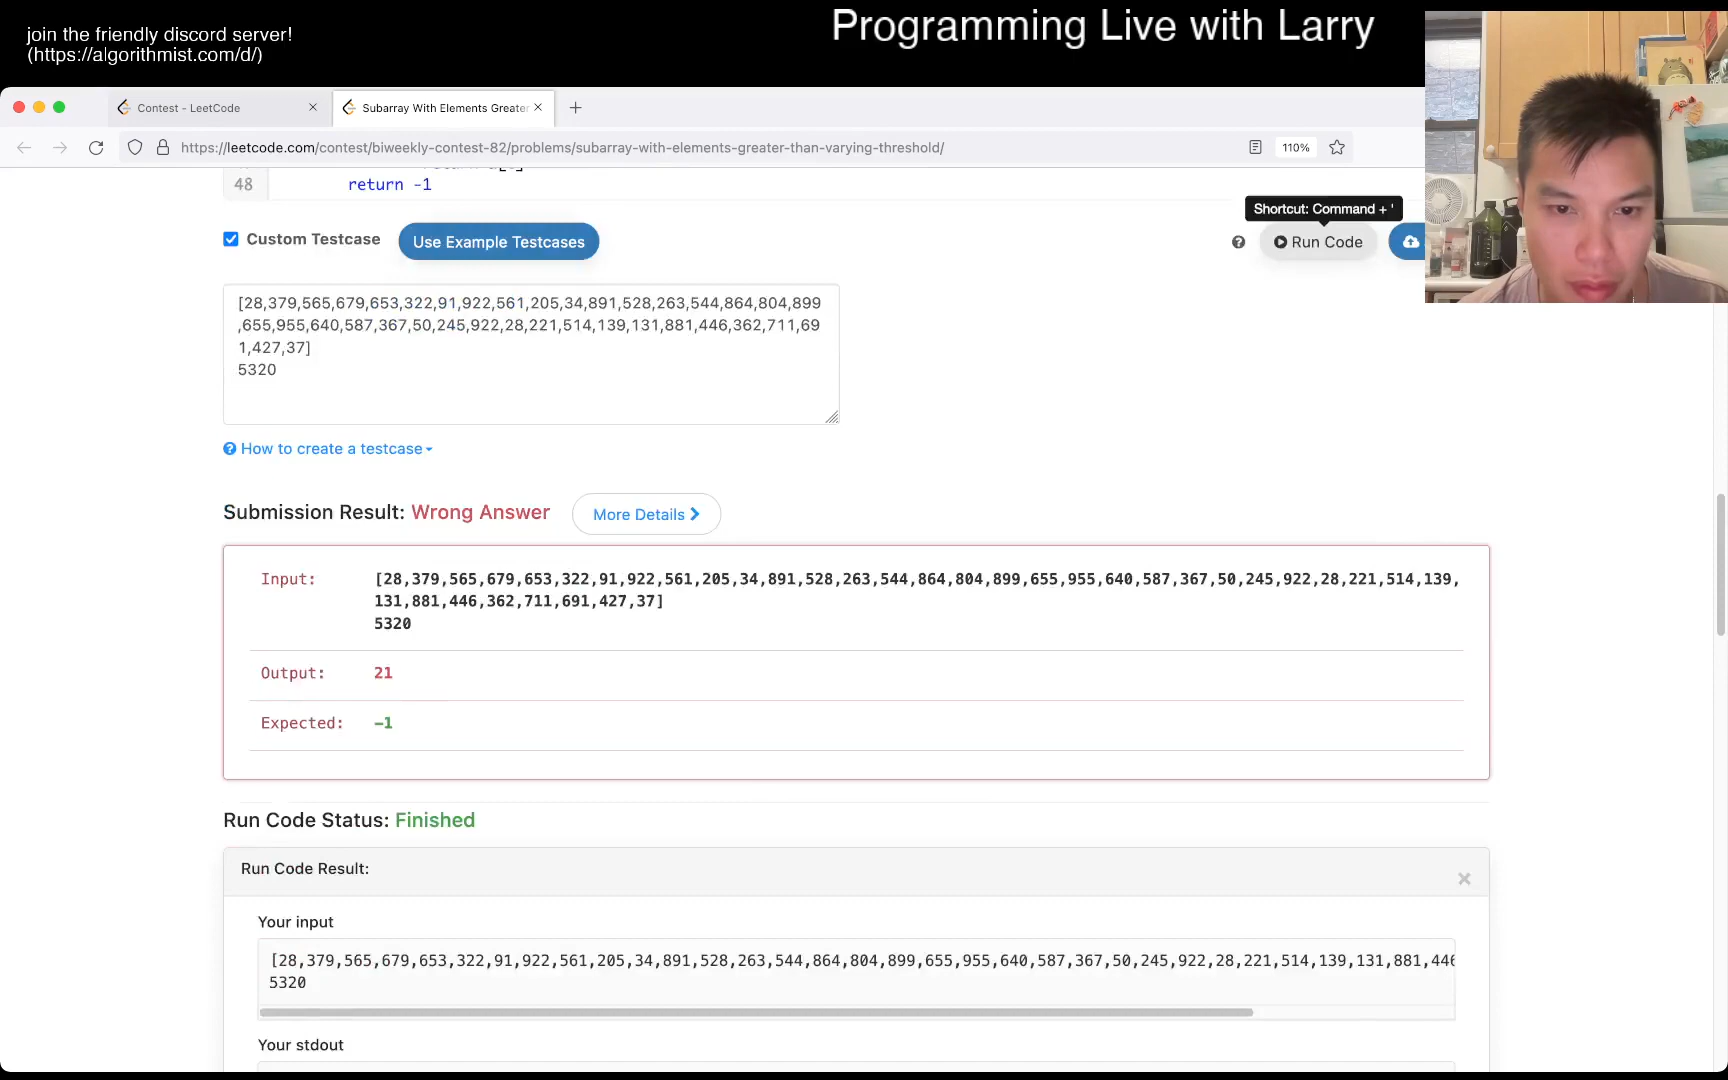 join the friendly discord server!
(https://algorithmist.com/d/)
Programming Live with Larry
Contest - LeetCode
Subarray With Elements Greater
https://leetcode.com/contest/biweekly-contest-82/problems/subarray-with-elements-greater-than-varying-threshold/
110%
48 return -1
Shortcut: Command + '
Custom Testcase
Use Example Testcases
Run Code
[28,379,565,679,653,322,91,922,561,205,34,891,528,263,544,864,804,899
,655,955,640,587,367,50,245,922,28,221,514,139,131,881,446,362,711,69
1,427,37]
5320
How to create a testcase
Submission Result: Wrong Answer
More Details
Input:
[28,379,565,679,653,322,91,922,561,205,34,891,528,263,544,864,804,899,655,955,640,587,367,50,245,922,28,221,514,139,
131,881,446,362,711,691,427,37]
5320
Output: 21
Expected: -1
Run Code Status: Finished
Run Code Result:
Your input
[28,379,565,679,653,322,91,922,561,205,34,891,528,263,544,864,804,899,655,955,640,587,367,50,245,922,28,221,514,139,131,881,446
5320
Your stdout